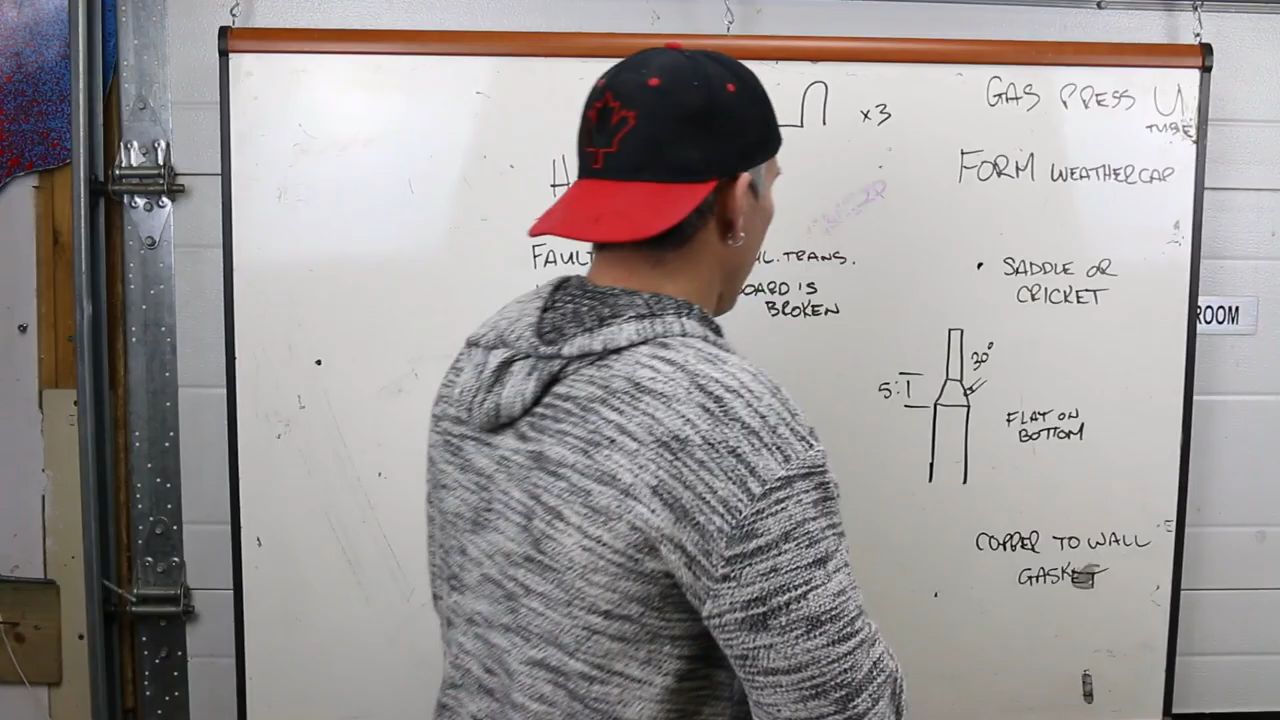 x3
GAS PRESS U
TUBE
FORM WEATHERCAP
H
FAULT
L.TRANS.
OARD IS
BROKEN
• SADDLE OR
CRICKET
30°
5:1
FLAT ON
BOTTOM
COPPER TO WALL
GASKET
ROOM